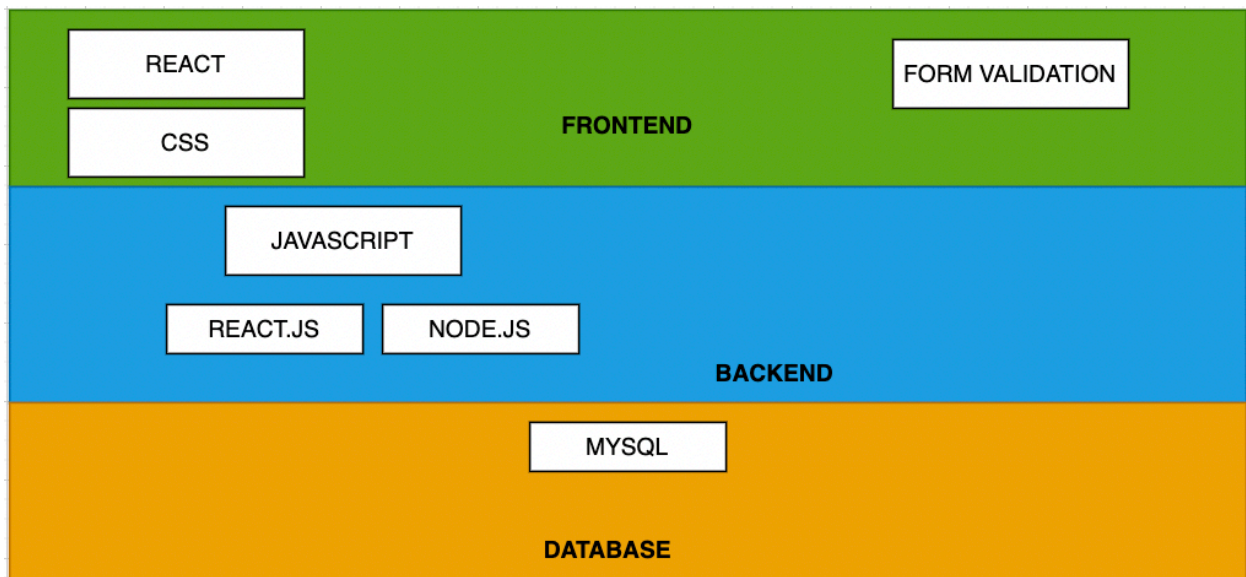 REACT
FORM VALIDATION
CSS
FRONTEND
JAVASCRIPT
REACT.JS
NODE.JS
BACKEND
MYSQL
DATABASE